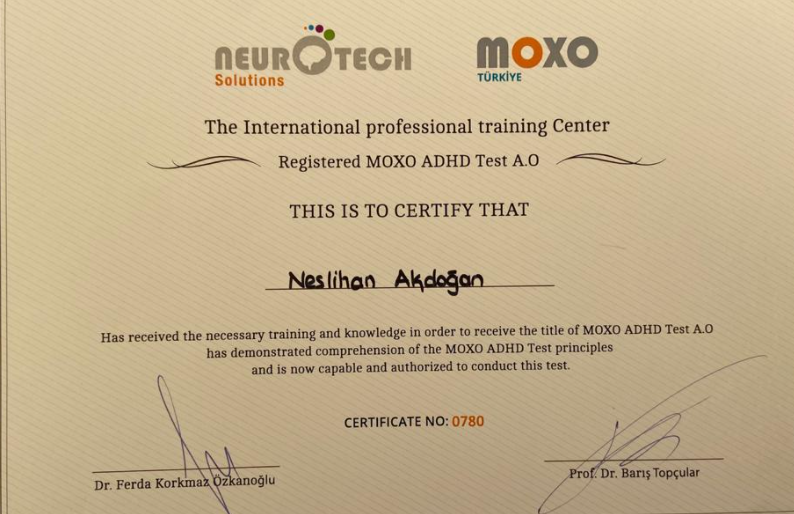 NEUROTECH
Solutions
MOXO
TÜRKİYE
The International professional training Center
Registered MOXO ADHD Test A.O
THIS IS TO CERTIFY THAT
Neslihan Akdoğan
Has received the necessary training and knowledge in order to receive the title of MOXO ADHD Test A.O
has demonstrated comprehension of the MOXO ADHD Test principles
and is now capable and authorized to conduct this test.
CERTIFICATE NO: 0780
Dr. Ferda Korkmaz Özkanoğlu
Prof. Dr. Barış Topçular